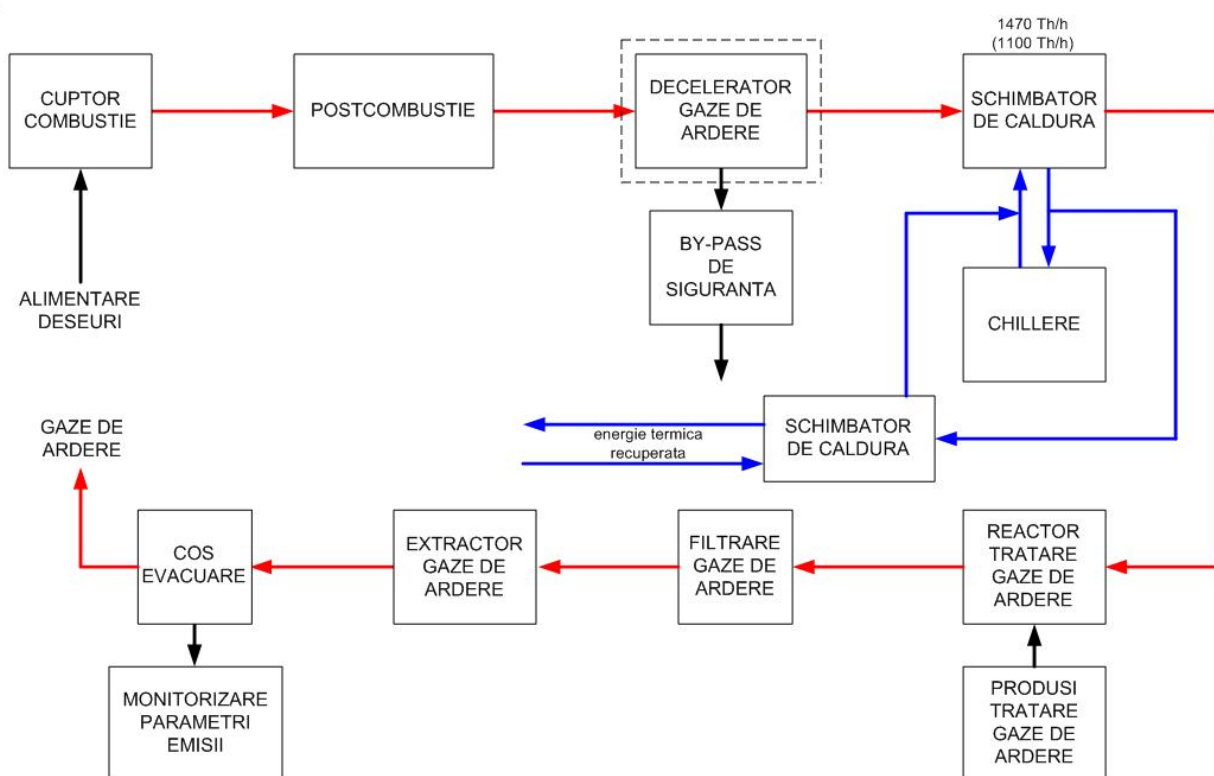 1470 Th/h
(1100 Th/h)
CUPTOR
COMBUSTIE
POSTCOMBUSTIE
DECELERATOR
GAZE DE
ARDERE
SCHIMBATOR
DE CALDURA
ALIMENTARE
DESEURI
BY-PASS
DE
SIGURANTA
CHILLERE
SCHIMBATOR
DE CALDURA
energie termica
recuperata
GAZE DE
ARDERE
COS
EVACUARE
EXTRACTOR
GAZE DE
ARDERE
FILTRARE
GAZE DE
ARDERE
REACTOR
TRATARE
GAZE DE
ARDERE
MONITORIZARE
PARAMETRI
EMISII
PRODUSI
TRATARE
GAZE DE
ARDERE